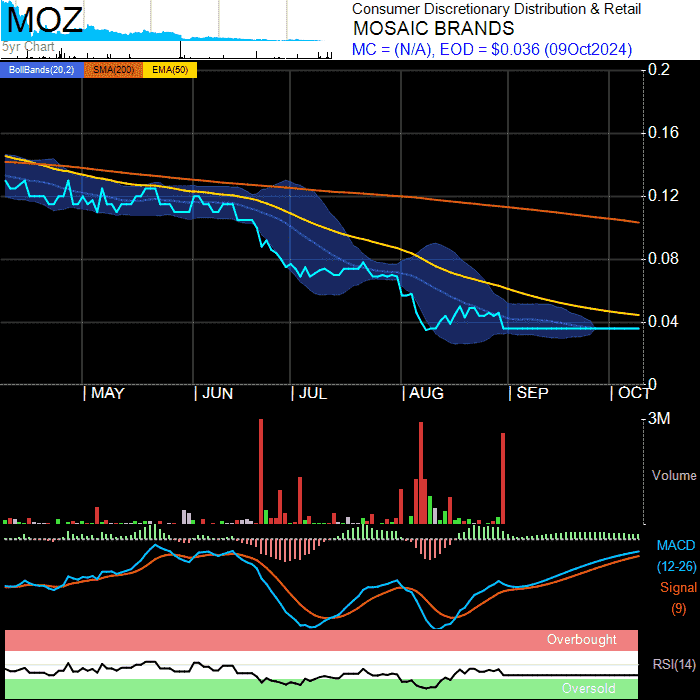 MOZ
5yr Chart
Consumer Discretionary Distribution & Retail
MOSAIC BRANDS
MC = (N/A), EOD = $0.036 (09Oct2024)
BollBands(20,2) SMA(200) EMA(50)
0.2
0.16
0.12
0.08
0.04
0
MAY JUN JUL AUG SEP OCT
3M
Volume
MACD
(12-26)
Signal
(9)
Overbought
RSI(14)
Oversold